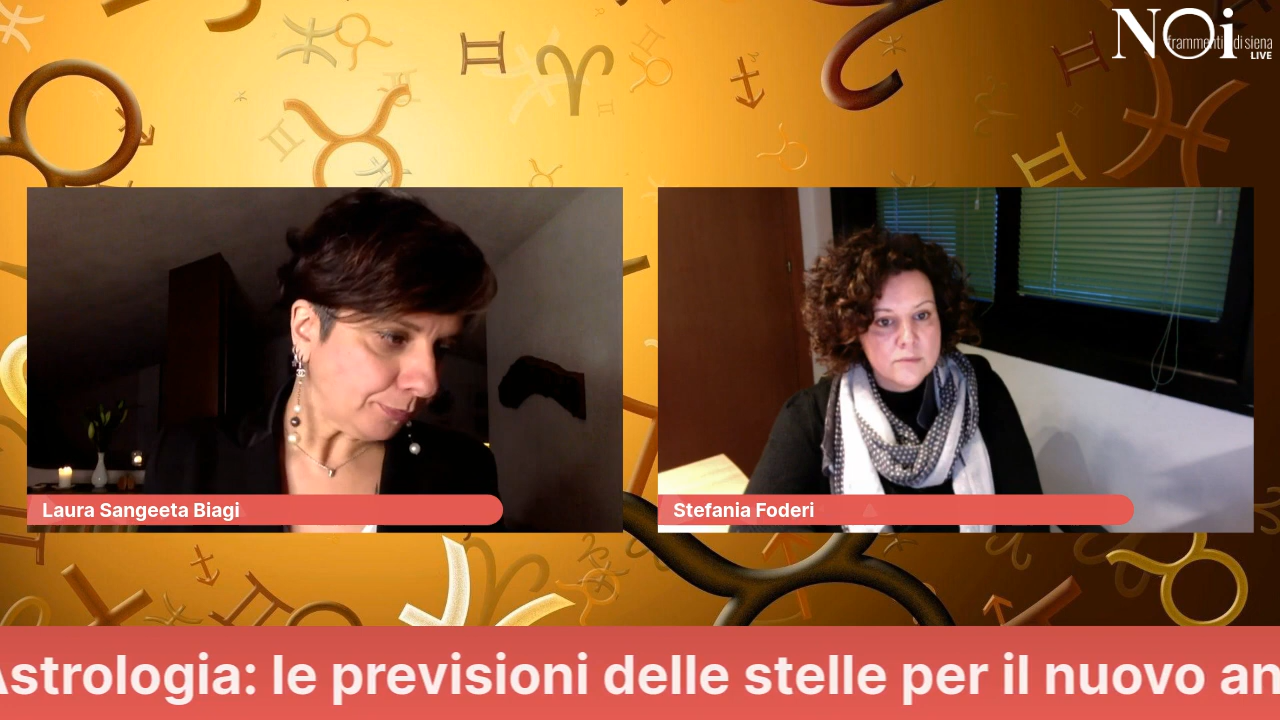 NOi
frammenti di siena
LIVE
Laura Sangeeta Biagi
Stefania Foderi
Astrologia: le previsioni delle stelle per il nuovo an